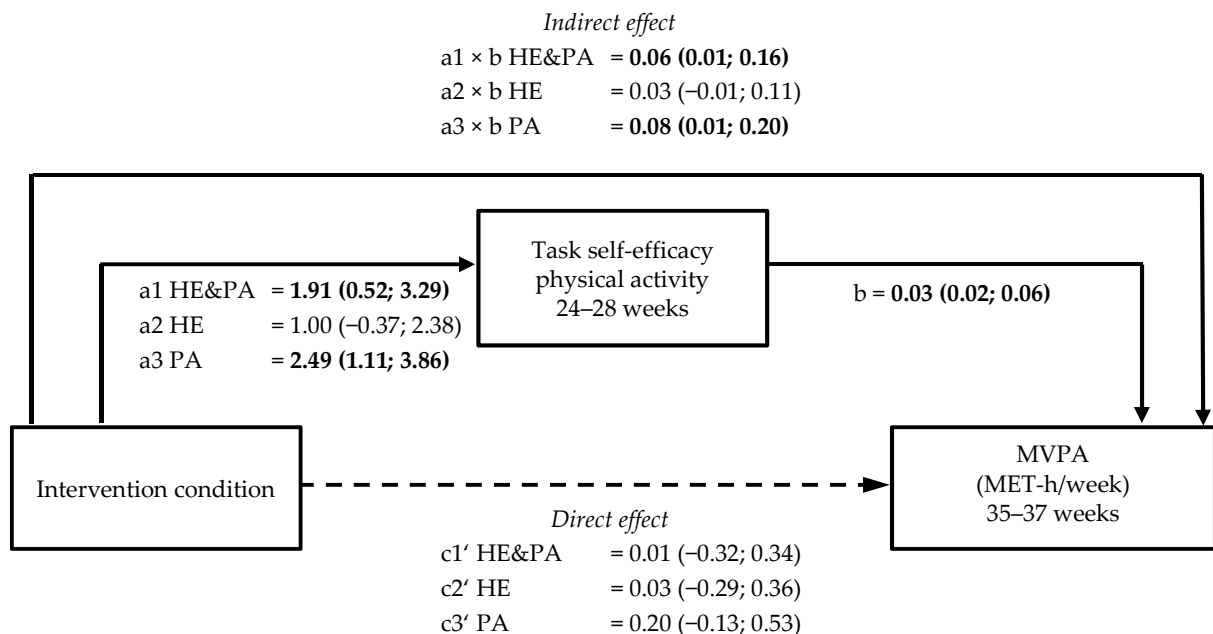 Indirect effect
a1 × b HE&PA = 0.06 (0.01; 0.16)
a2 × b HE = 0.03 (−0.01; 0.11)
a3 × b PA = 0.08 (0.01; 0.20)
Task self-efficacy
physical activity
24–28 weeks
a1 HE&PA = 1.91 (0.52; 3.29)
a2 HE = 1.00 (−0.37; 2.38)
a3 PA = 2.49 (1.11; 3.86)
b = 0.03 (0.02; 0.06)
Intervention condition
MVPA
(MET-h/week)
35–37 weeks
Direct effect
c1‘ HE&PA = 0.01 (−0.32; 0.34)
c2‘ HE = 0.03 (−0.29; 0.36)
c3‘ PA = 0.20 (−0.13; 0.53)